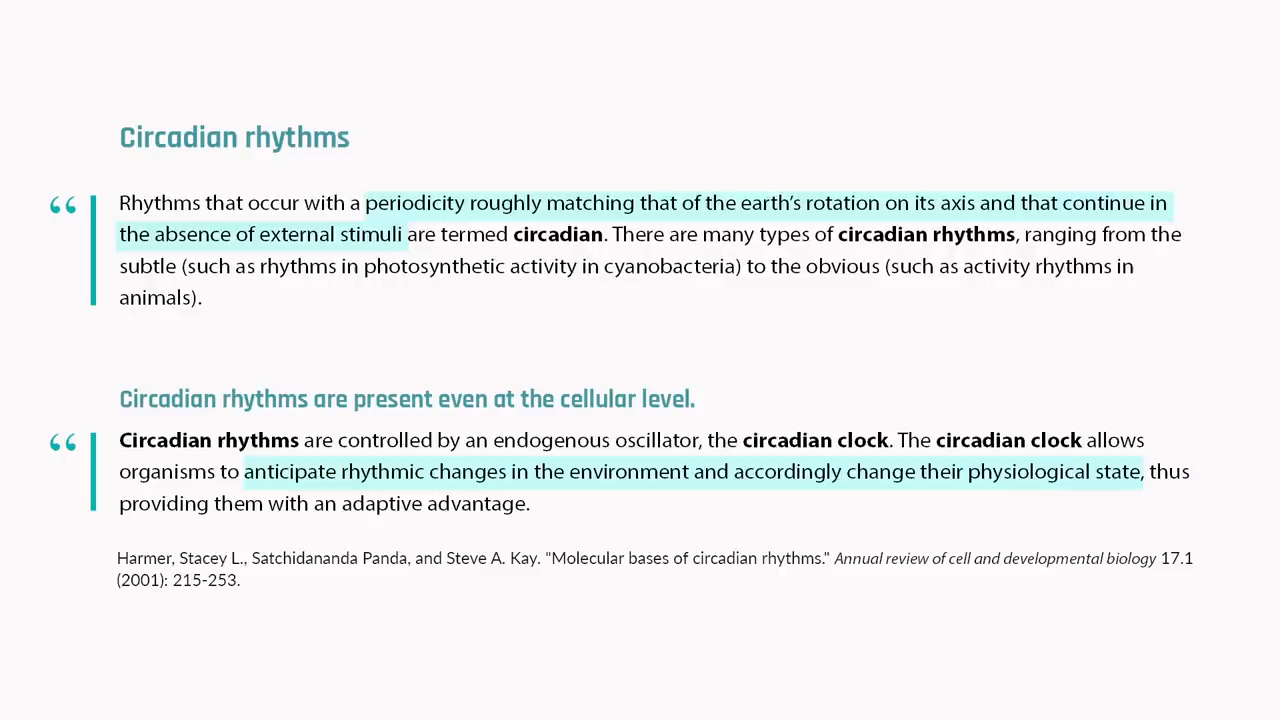 Circadian rhythms
“ Rhythms that occur with a periodicity roughly matching that of the earth’s rotation on its axis and that continue in
the absence of external stimuli are termed circadian. There are many types of circadian rhythms, ranging from the
subtle (such as rhythms in photosynthetic activity in cyanobacteria) to the obvious (such as activity rhythms in
animals).
Circadian rhythms are present even at the cellular level.
“ Circadian rhythms are controlled by an endogenous oscillator, the circadian clock. The circadian clock allows
organisms to anticipate rhythmic changes in the environment and accordingly change their physiological state, thus
providing them with an adaptive advantage.
Harmer, Stacey L., Satchidananda Panda, and Steve A. Kay. "Molecular bases of circadian rhythms." Annual review of cell and developmental biology 17.1
(2001): 215-253.